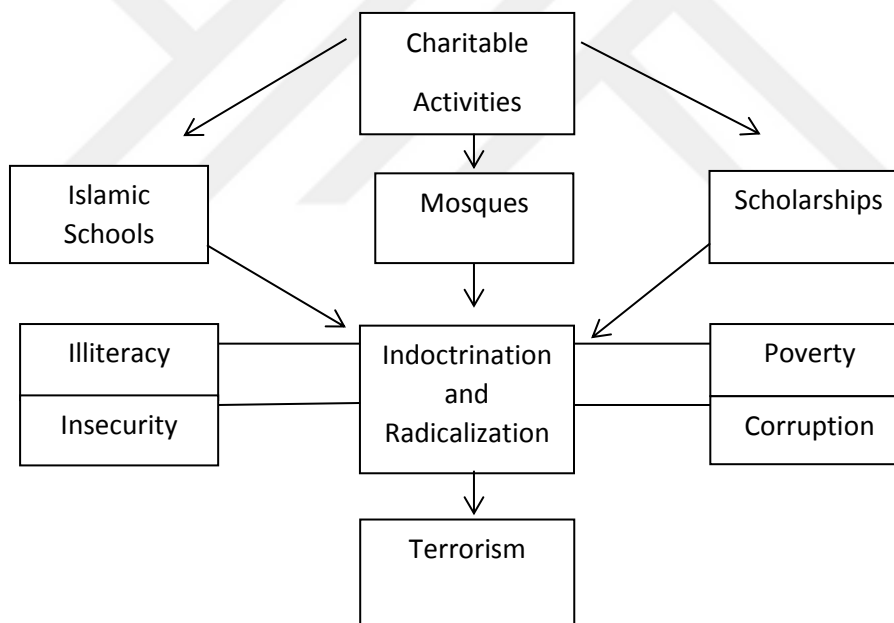 Charitable
Activities
Islamic
Schools
Mosques
Scholarships
Illiteracy
Insecurity
Indoctrination
and
Radicalization
Poverty
Corruption
Terrorism